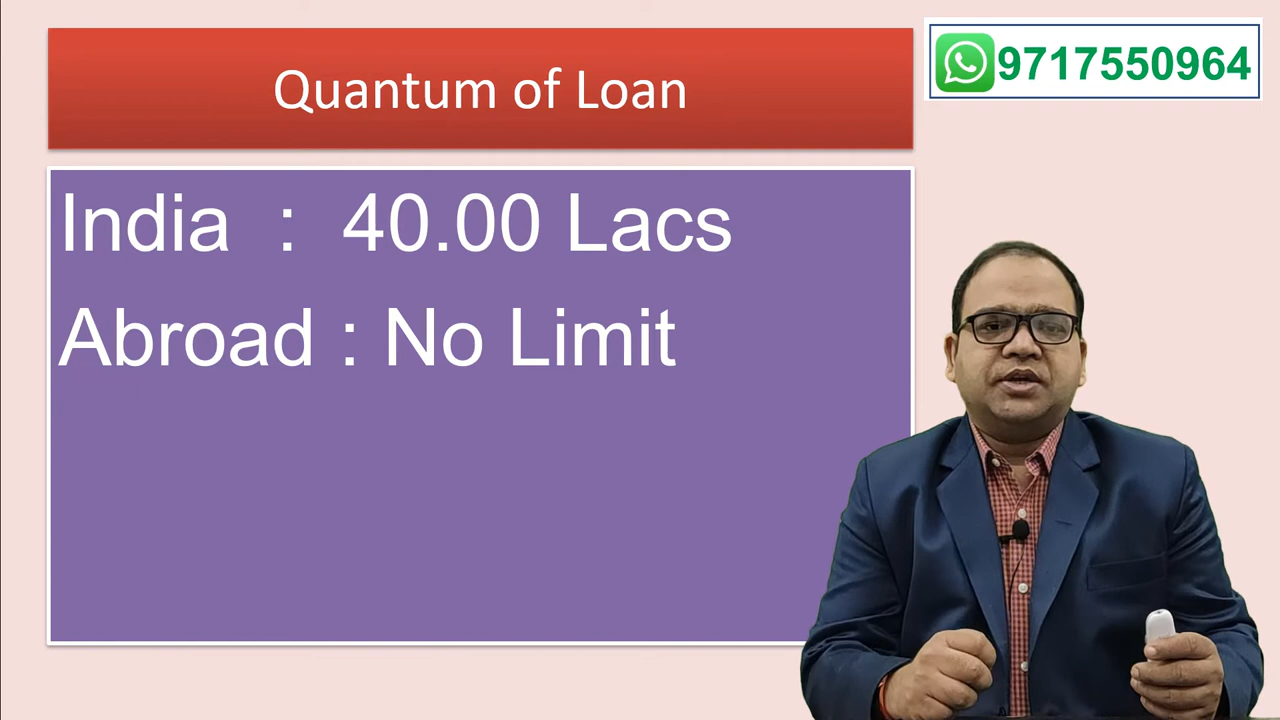 Quantum of Loan
9717550964
India : 40.00 Lacs
Abroad : No Limit